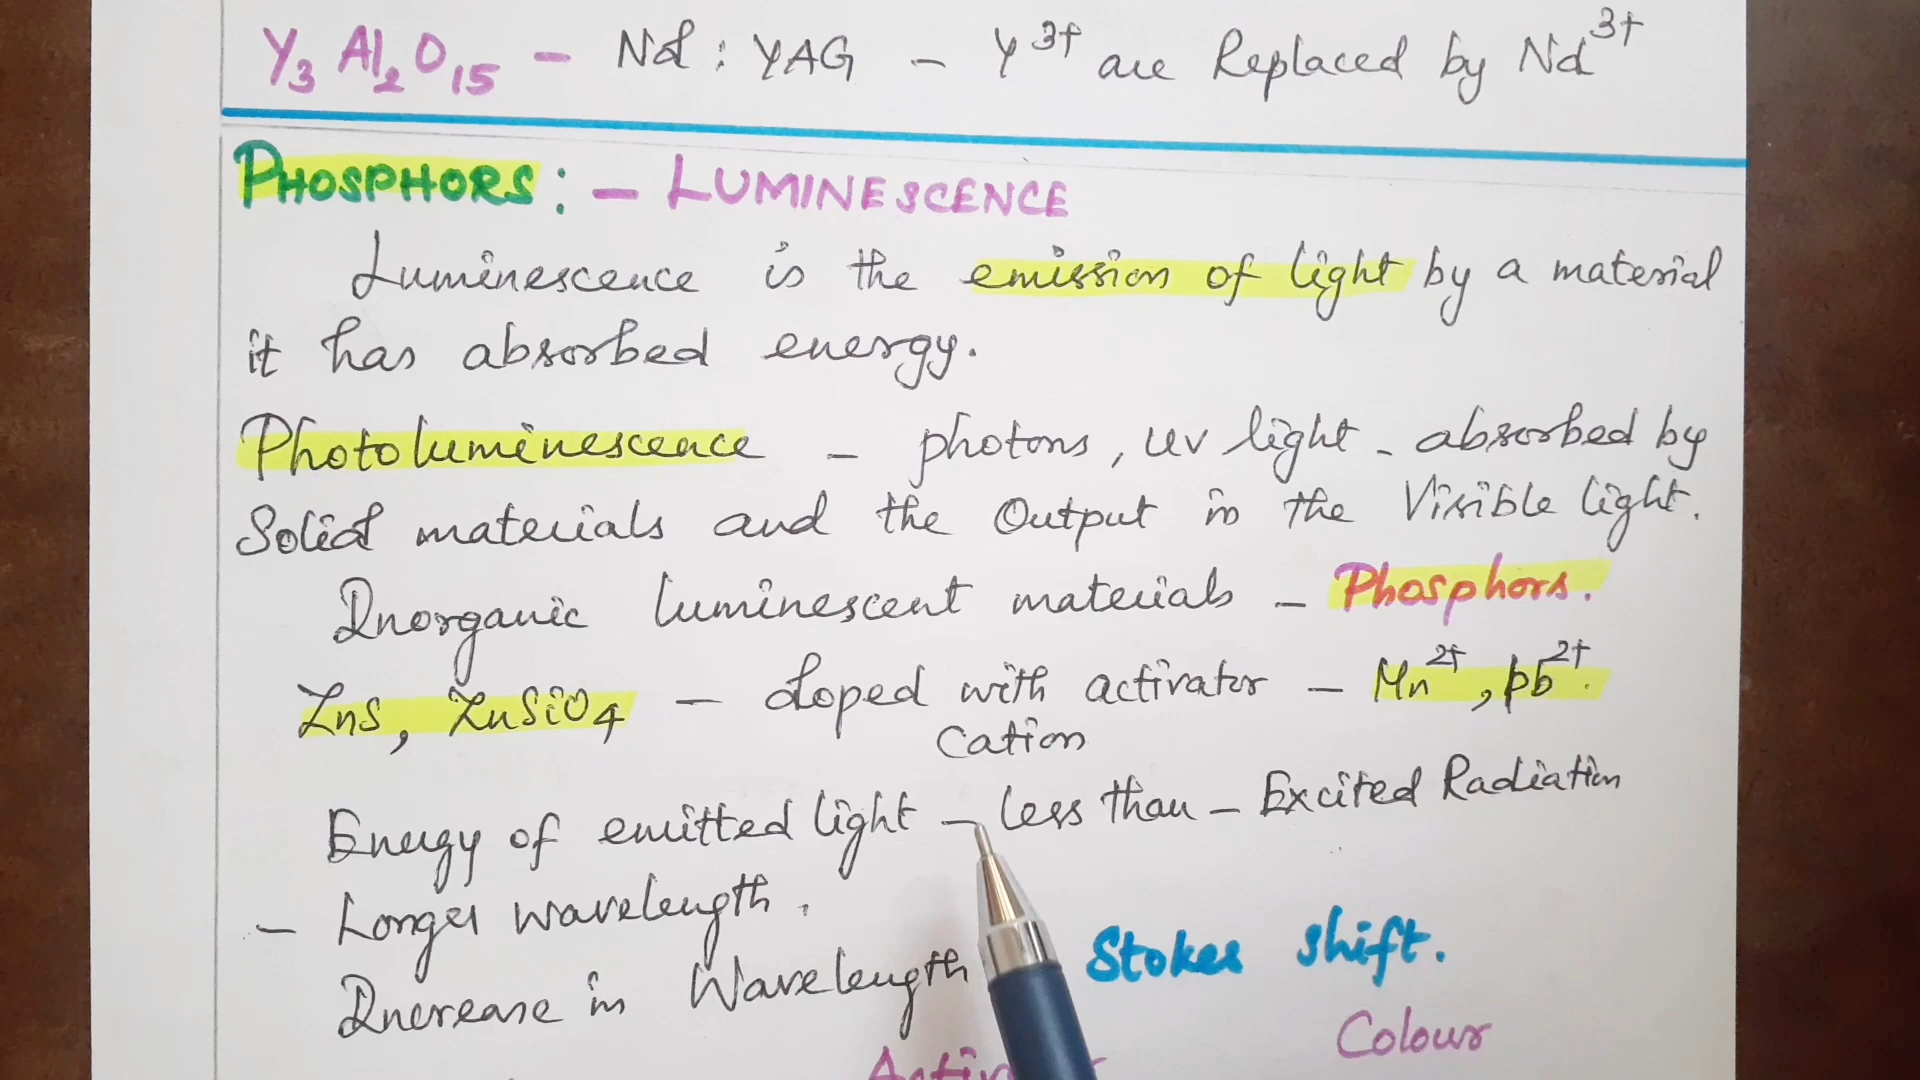 Y₃Al₂O₁₅ – Nd : YAG – Y³⁺ are Replaced by Nd³⁺
PHOSPHORS : – LUMINESCENCE
Luminescence is the emission of light by a material
it has absorbed energy.
Photoluminescence – photons, uv light – absorbed by
Solid materials and the Output in the Visible light.
Inorganic luminescent materials – Phosphors.
ZnS, ZnSiO4 – doped with activator – Mn²⁺, pb²⁺.
Cation
Energy of emitted light – less than – Excited Radiation
– Longer wavelength.
Increase in Wavelength Stokes shift.
Colour